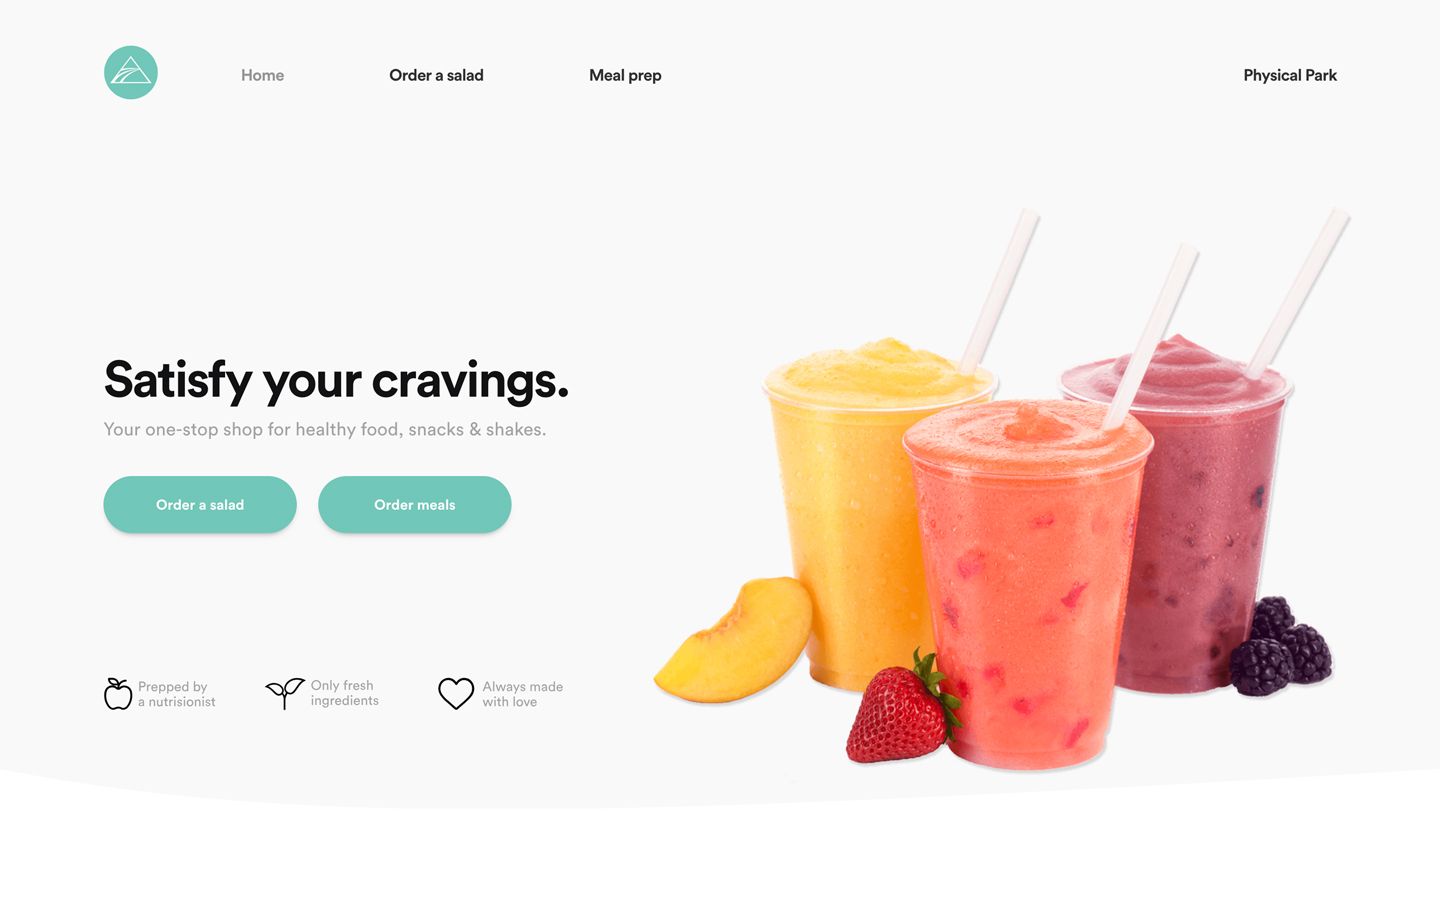 Home
Order a salad
Meal prep
Physical Park
Satisfy your cravings.
Your one-stop shop for healthy food, snacks & shakes.
Order a salad
Order meals
Prepped by
a nutrisionist
Only fresh
ingredients
Always made
with love